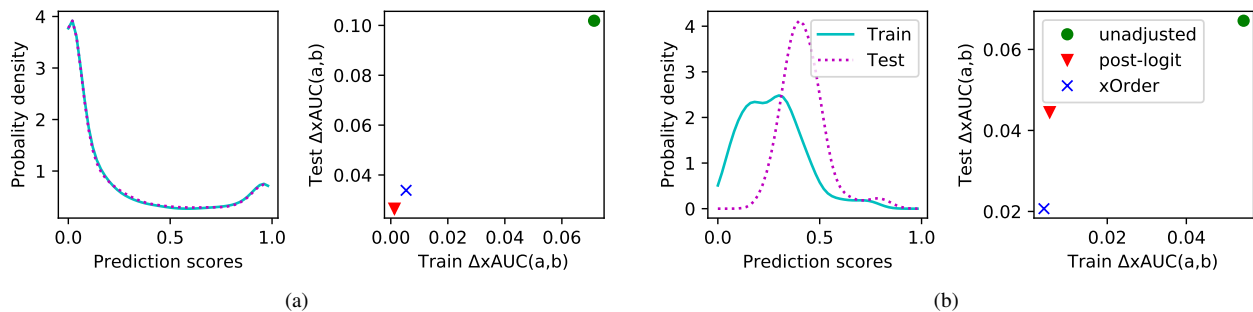 4
3
2
1
Probality density
0.0
0.5
1.0
Prediction scores
0.10
0.08
0.06
0.04
Test ΔxAUC(a,b)
0.00
0.02
0.04
0.06
Train ΔxAUC(a,b)
(a)
4
3
2
1
0
Probality density
Train
Test
0.0
0.5
1.0
Prediction scores
0.06
0.04
0.02
Test ΔxAUC(a,b)
unadjusted
post-logit
xOrder
0.02
0.04
Train ΔxAUC(a,b)
(b)